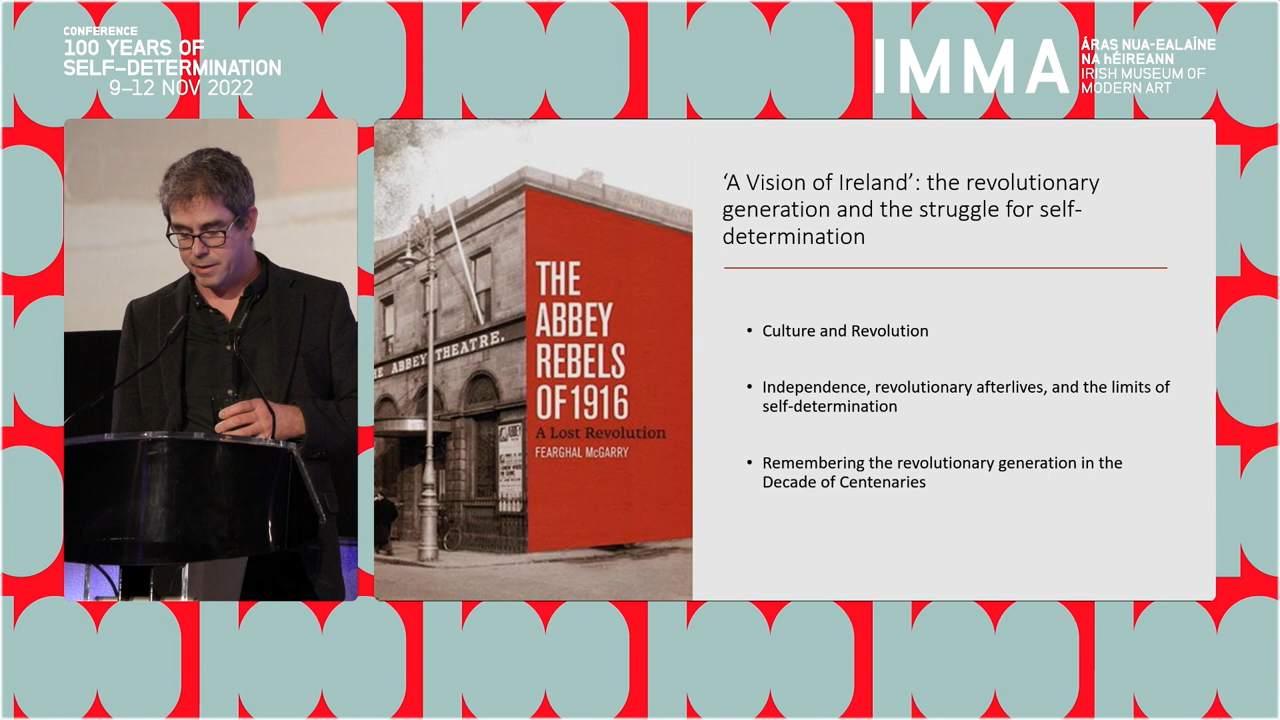 CONFERENCE
100 YEARS OF
SELF–DETERMINATION
9–12 NOV 2022
IMMA
ÁRAS NUA-EALAÍNE
NA hÉIREANN
IRISH MUSEUM OF
MODERN ART
E ABBEY THEATRE.
THE
ABBEY
REBELS
OF 1916
A Lost Revolution
FEARGHAL McGARRY
‘A Vision of Ireland’: the revolutionary
generation and the struggle for self-
determination
• Culture and Revolution
• Independence, revolutionary afterlives, and the limits of
self-determination
• Remembering the revolutionary generation in the
Decade of Centenaries